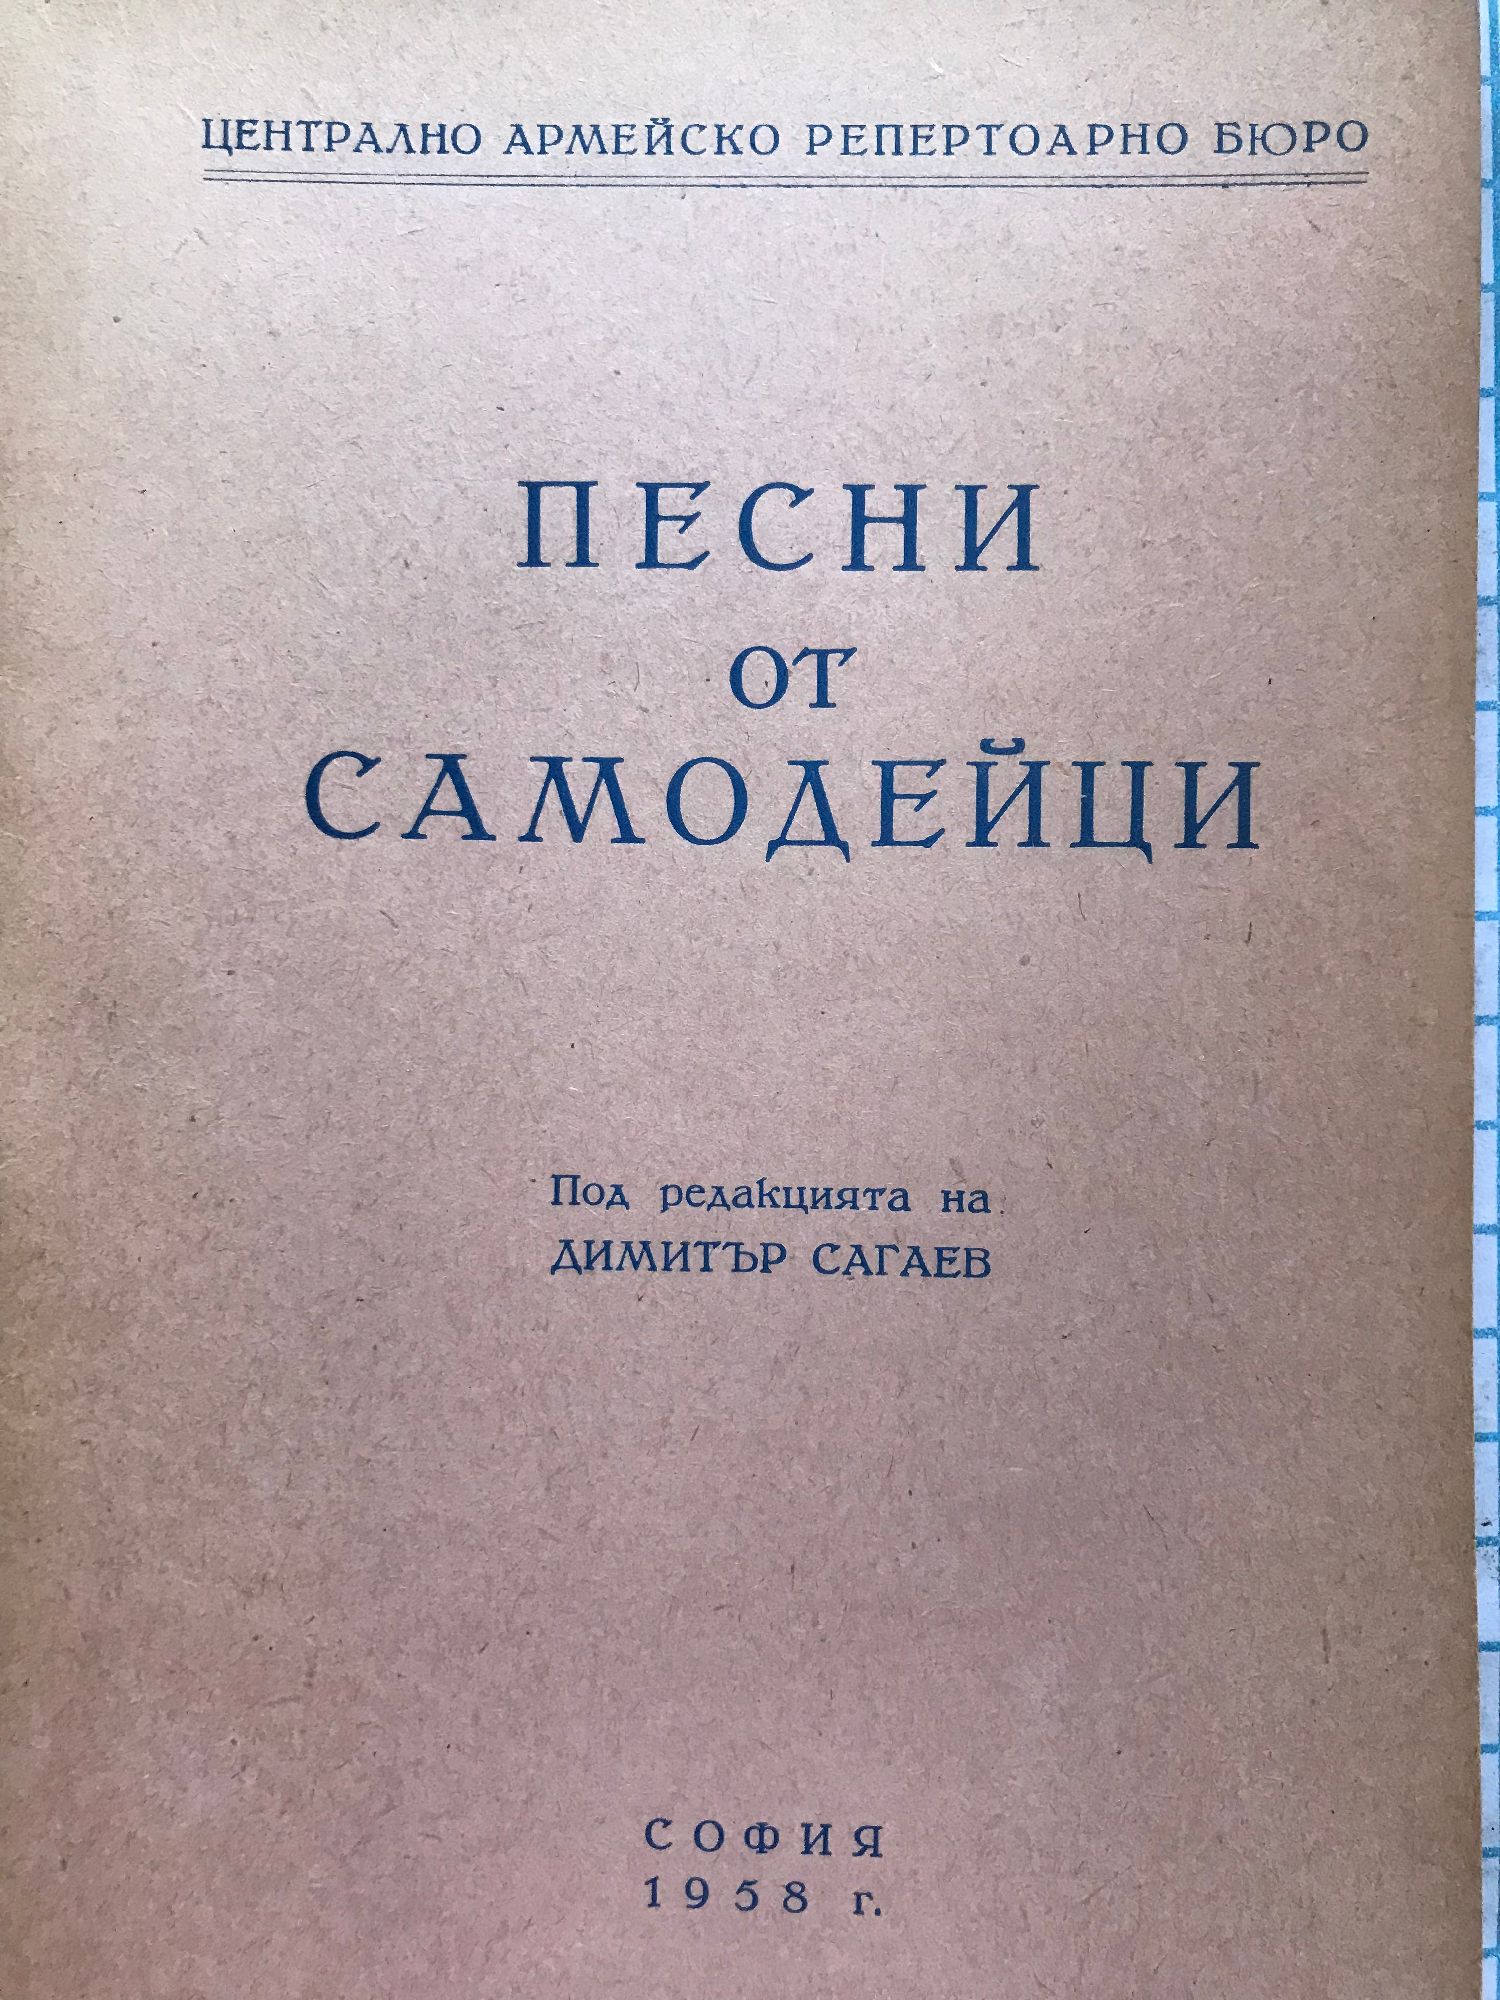 ЦЕНТРАЛНО АРМЕЙСКО РЕПЕРТОАРНО БЮРО
ПЕСНИ
ОТ
САМОДЕЙЦИ
Под редакцията на
ДИМИТЪР САГАЕВ
СОФИЯ
1958 г.